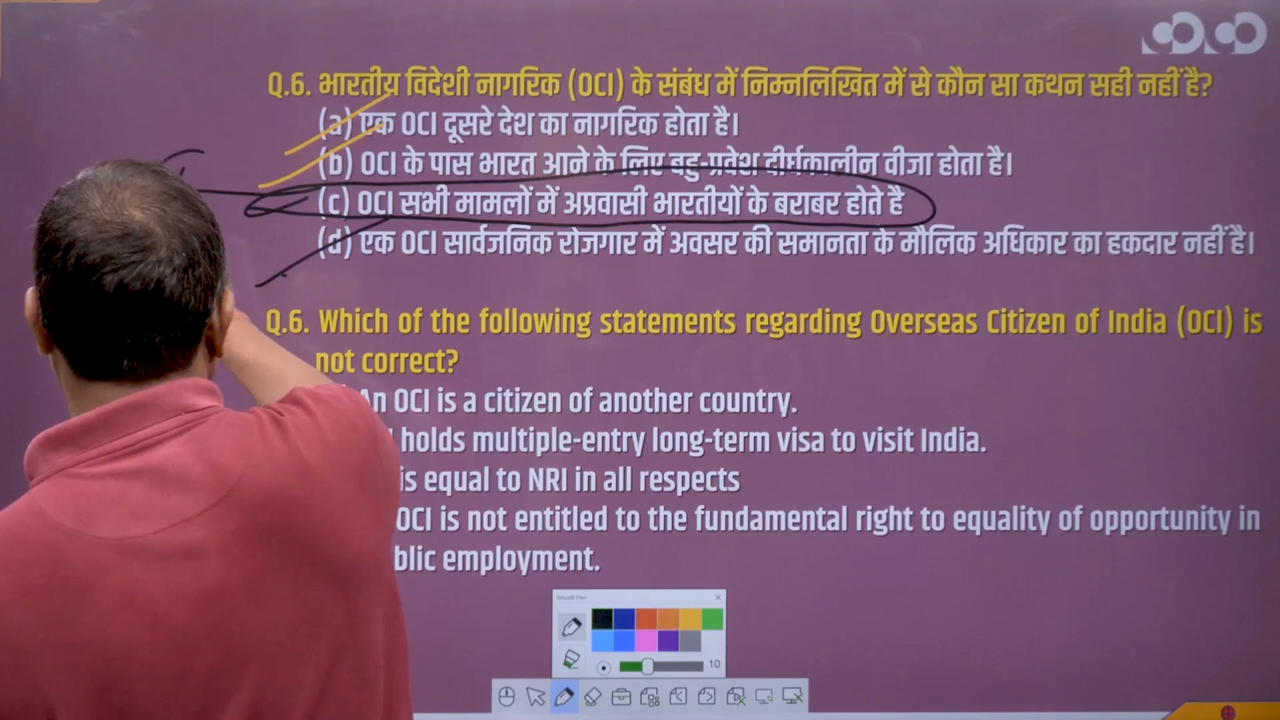 Q.6. भारतीय विदेशी नागरिक (OCI) के संबंध में निम्नलिखित में से कौन सा कथन सही नहीं है?
(a) एक OCI दूसरे देश का नागरिक होता है।
(b) OCI के पास भारत आने के लिए बहु-प्रवेश दीर्घकालीन वीजा होता है।
(c) OCI सभी मामलों में अप्रवासी भारतीयों के बराबर होते है
(d) एक OCI सार्वजनिक रोजगार में अवसर की समानता के मौलिक अधिकार का हकदार नहीं है।
Q.6. Which of the following statements regarding Overseas Citizen of India (OCI) is
not correct?
An OCI is a citizen of another country.
holds multiple-entry long-term visa to visit India.
is equal to NRI in all respects
OCI is not entitled to the fundamental right to equality of opportunity in
blic employment.
Smooth Pen
10